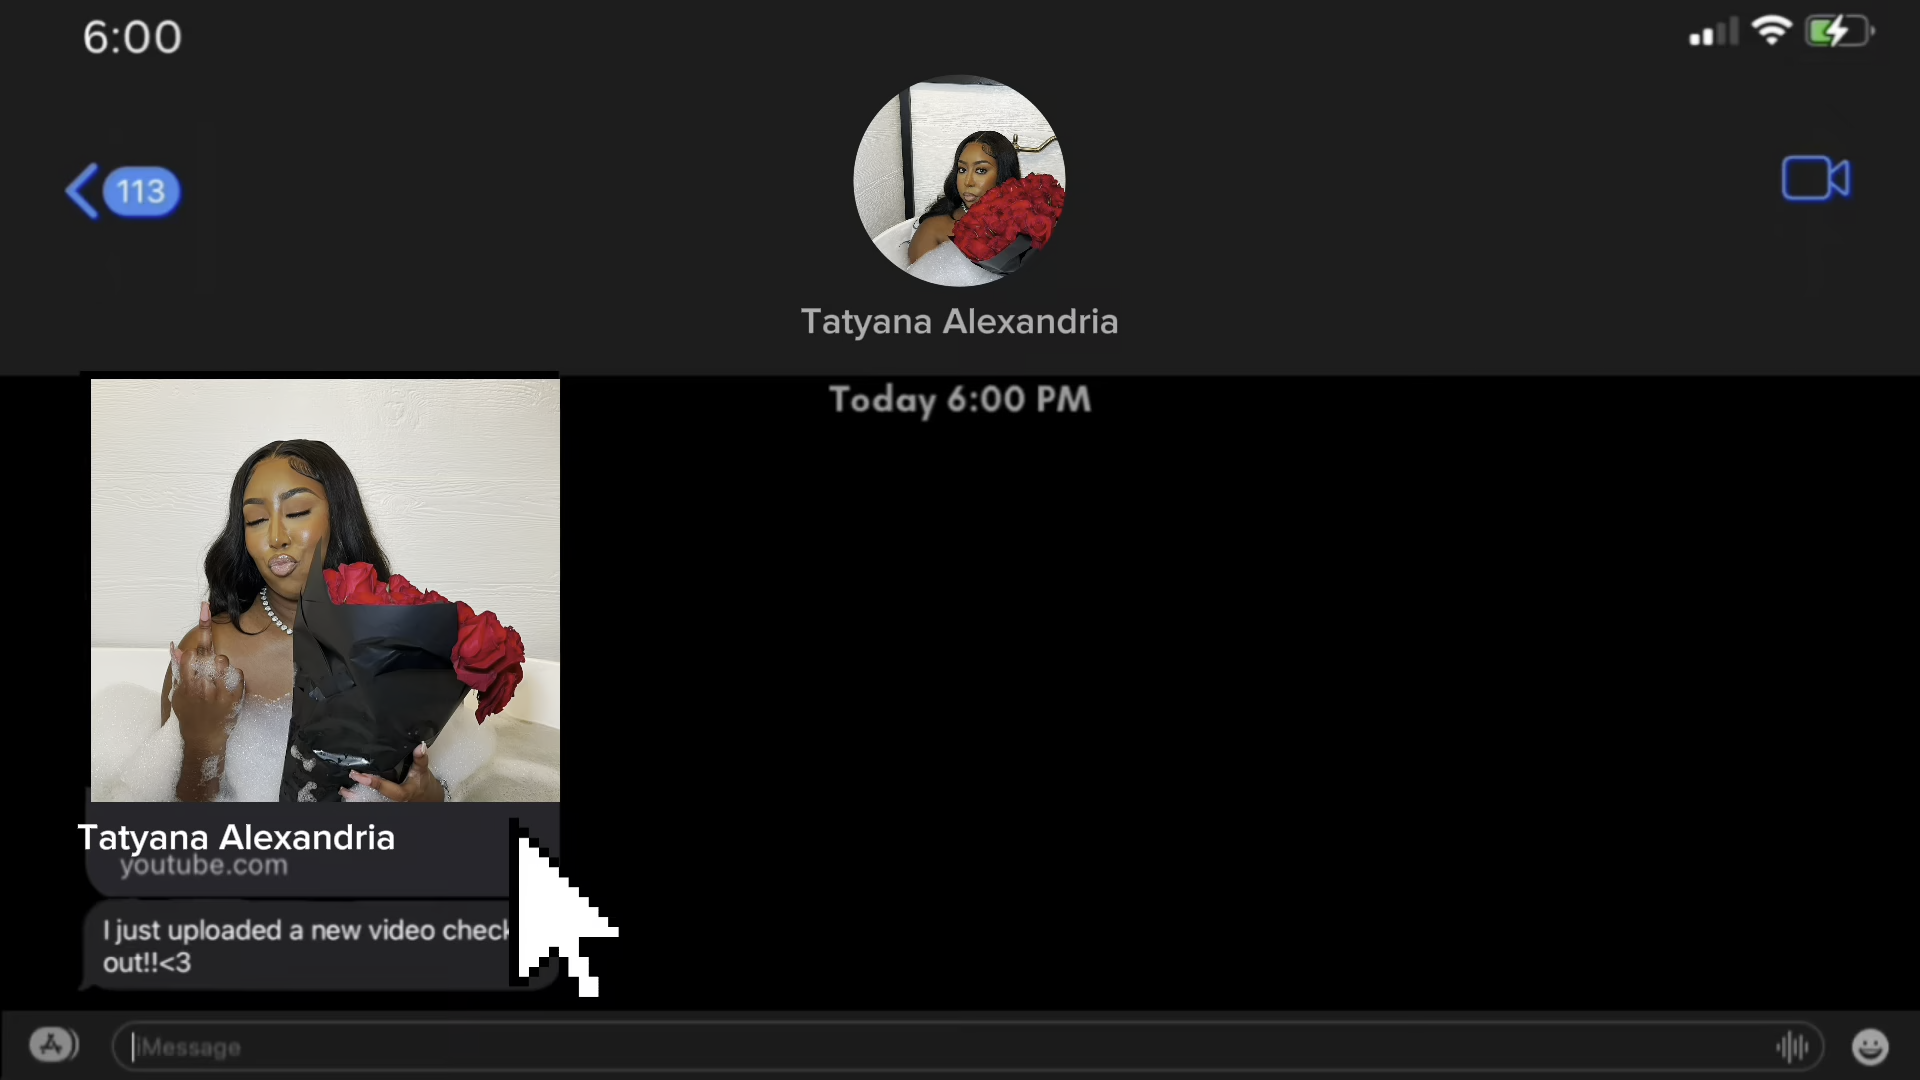 6:00
113
Tatyana Alexandria
Today 6:00 PM
Tatyana Alexandria
youtube.com
I just uploaded a new video check
out!!<3
iMessage